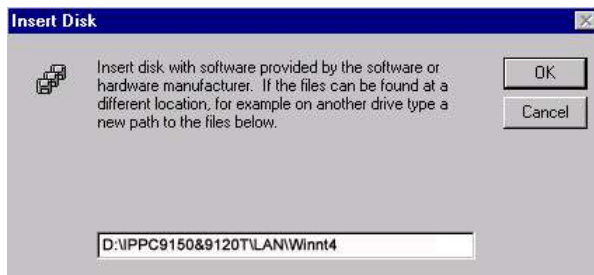 Insert Disk
Insert disk with software provided by the software or
hardware manufacturer. If the files can be found at a
different location, for example on another drive type a
new path to the files below.
OK
Cancel
D:\IPPC9150&9120T\LAN\Winnt4